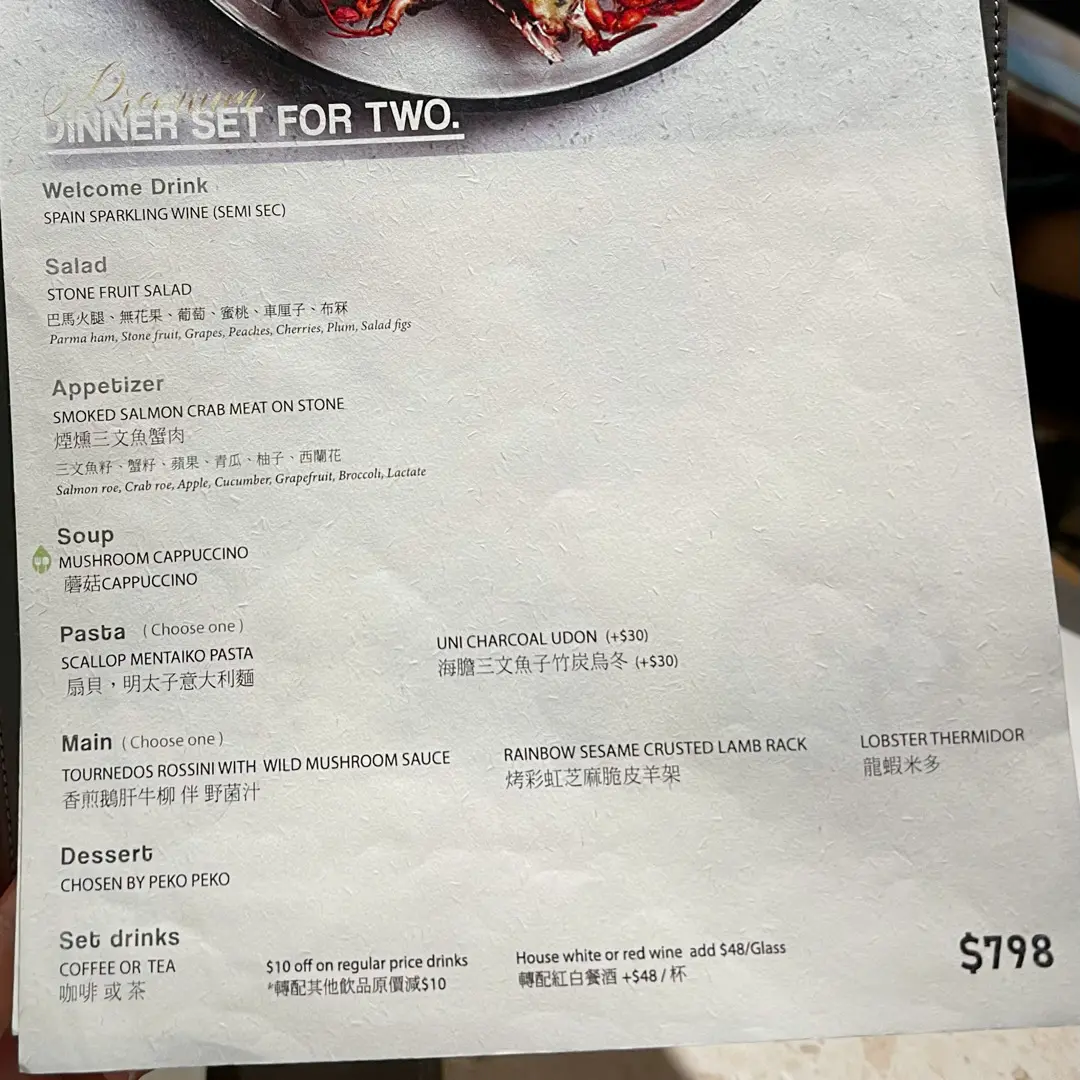 Premium
DINNER SET FOR TWO.
Welcome Drink
SPAIN SPARKLING WINE (SEMI SEC)
Salad
STONE FRUIT SALAD
巴馬火腿、無花果、葡萄、蜜桃、車厘子、布冧
Parma ham, Stone fruit, Grapes, Peaches, Cherries, Plum, Salad figs
Appetizer
SMOKED SALMON CRAB MEAT ON STONE
煙燻三文魚蟹肉
三文魚籽、蟹籽、蘋果、青瓜、柚子、西蘭花
Salmon roe, Crab roe, Apple, Cucumber, Grapefruit, Broccoli, Lactate
Soup
MUSHROOM CAPPUCCINO
蘑菇CAPPUCCINO
Pasta (Choose one)
SCALLOP MENTAIKO PASTA
扇貝，明太子意大利麵
UNI CHARCOAL UDON (+$30)
海膽三文魚子竹炭烏冬 (+$30)
Main (Choose one)
TOURNEDOS ROSSINI WITH WILD MUSHROOM SAUCE
香煎鵝肝牛柳 伴 野菌汁
RAINBOW SESAME CRUSTED LAMB RACK
烤彩虹芝麻脆皮羊架
LOBSTER THERMIDOR
龍蝦米多
Dessert
CHOSEN BY PEKO PEKO
Set drinks
COFFEE OR TEA
咖啡 或 茶
$10 off on regular price drinks
*轉配其他飲品原價減$10
House white or red wine add $48/Glass
轉配紅白餐酒 +$48 / 杯
$798